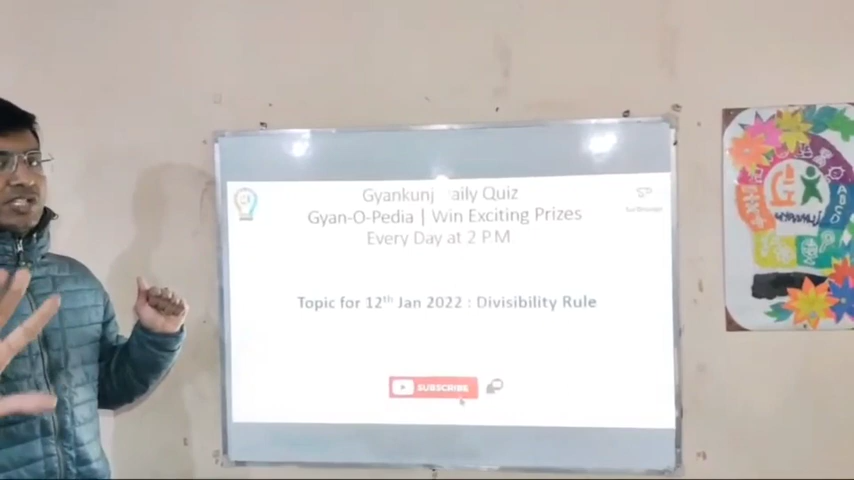 Gyankunj Daily Quiz
Gyan-O-Pedia | Win Exciting Prizes
Every Day at 2 P.M.
Topic for 12th Jan 2022 : Divisibility Rule
SUBSCRIBE